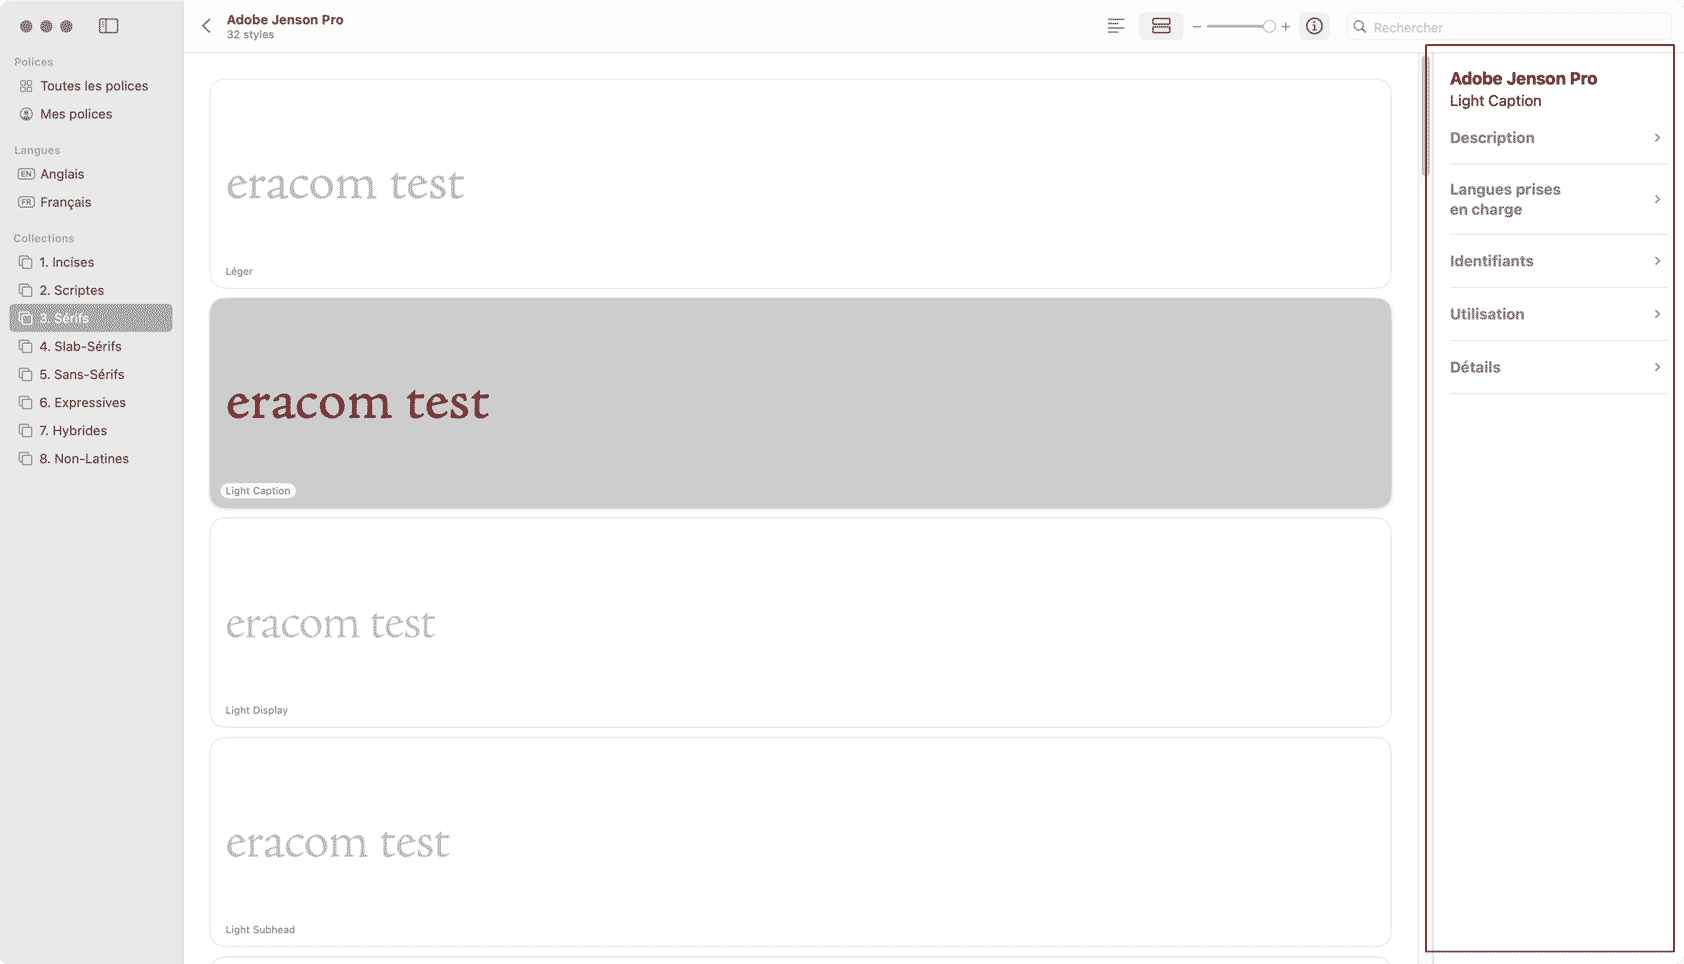 Adobe Jenson Pro
32 styles
Rechercher
Polices
Toutes les polices
Mes polices
Langues
EN Anglais
FR Français
Collections
1. Incises
2. Scriptes
3. Sérifs
4. Slab-Sérifs
5. Sans-Sérifs
6. Expressives
7. Hybrides
8. Non-Latines
eracom test
Léger
eracom test
Light Caption
eracom test
Light Display
eracom test
Light Subhead
Adobe Jenson Pro
Light Caption
Description
Langues prises
en charge
Identifiants
Utilisation
Détails